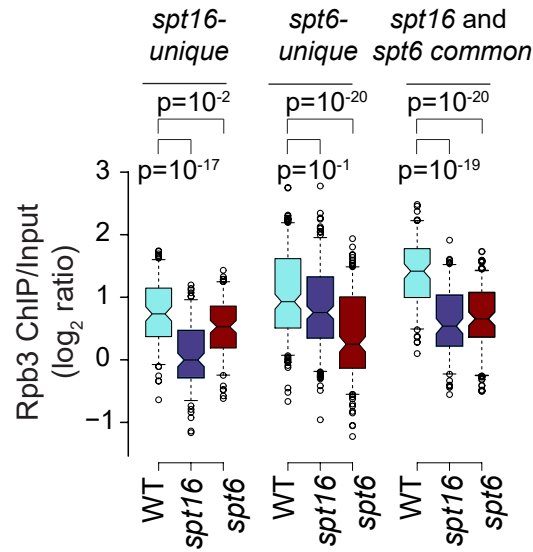 spt16- unique
spt6- unique
spt16 and spt6 common
p=10⁻² p=10⁻²⁰ p=10⁻²⁰
p=10⁻¹⁷ p=10⁻¹ p=10⁻¹⁹
Rpb3 ChIP/Input
(log₂ ratio)
3
2
1
0
−1
WT spt16 spt6 WT spt16 spt6 WT spt16 spt6